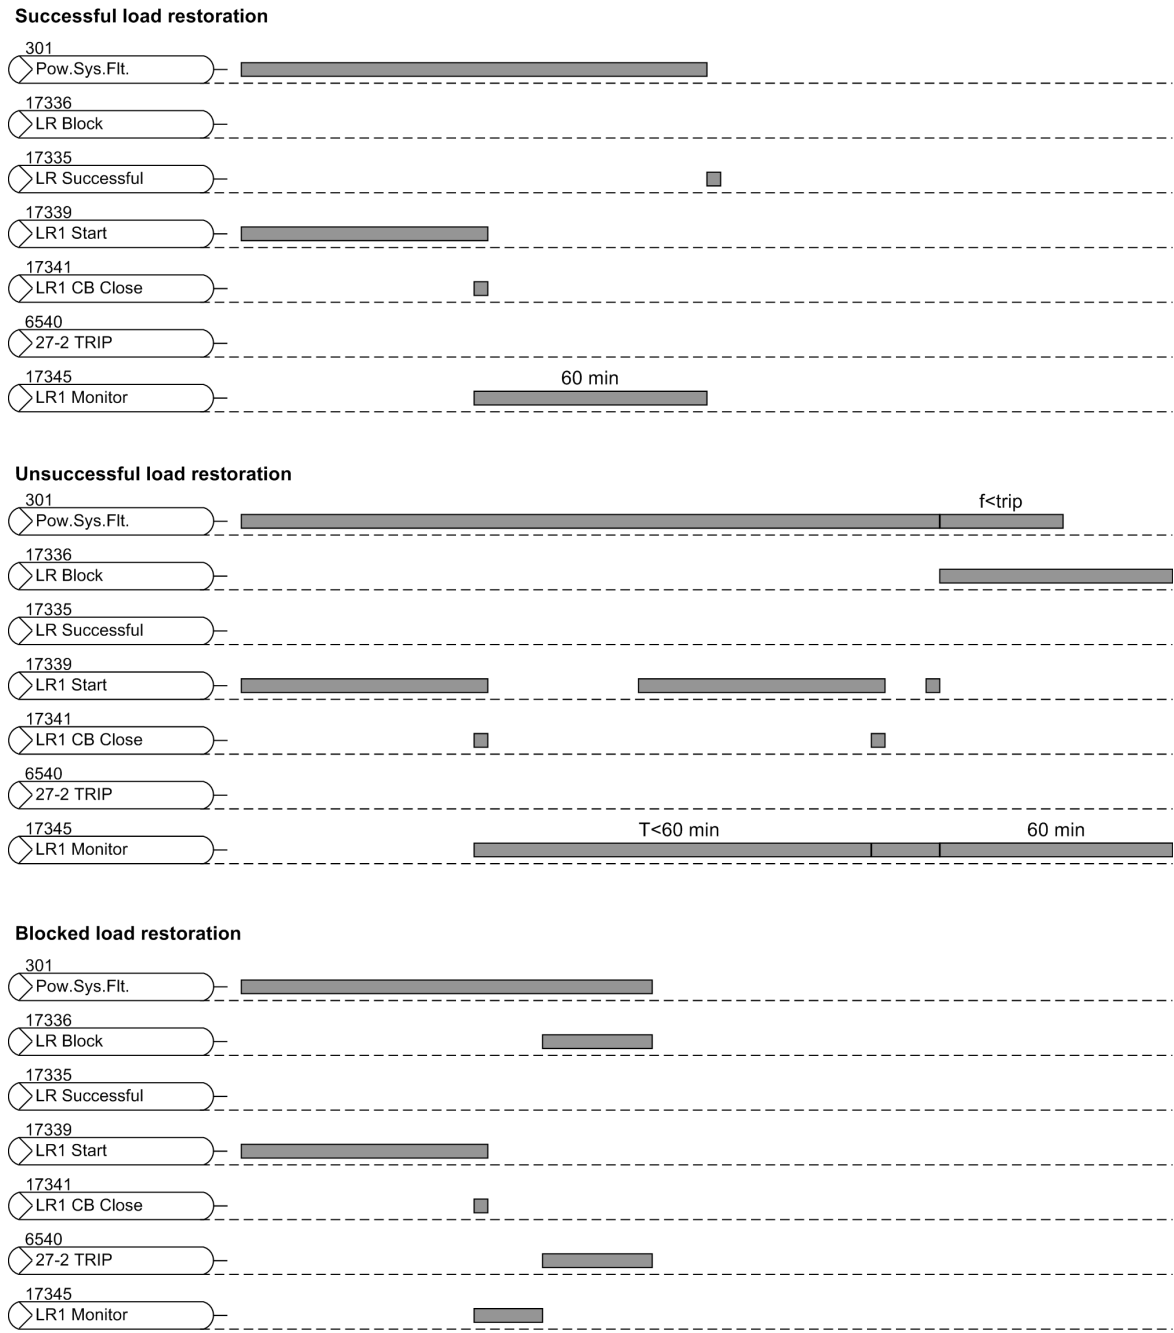 Successful load restoration
301
Pow.Sys.Flt.
17336
LR Block
17335
LR Successful
17339
LR1 Start
17341
LR1 CB Close
6540
27-2 TRIP
17345
LR1 Monitor
60 min
Unsuccessful load restoration
301
Pow.Sys.Flt.
f<trip
17336
LR Block
17335
LR Successful
17339
LR1 Start
17341
LR1 CB Close
6540
27-2 TRIP
17345
LR1 Monitor
T<60 min
60 min
Blocked load restoration
301
Pow.Sys.Flt.
17336
LR Block
17335
LR Successful
17339
LR1 Start
17341
LR1 CB Close
6540
27-2 TRIP
17345
LR1 Monitor